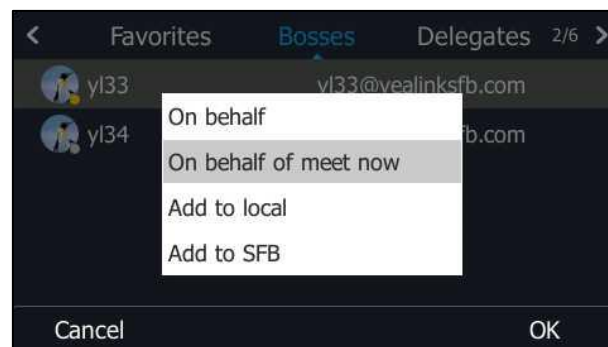 < Favorites Bosses Delegates 2/6 >
yl33 yl33@yealinksfb.com
On behalf
yl34 fb.com
On behalf of meet now
Add to local
Add to SFB
Cancel OK